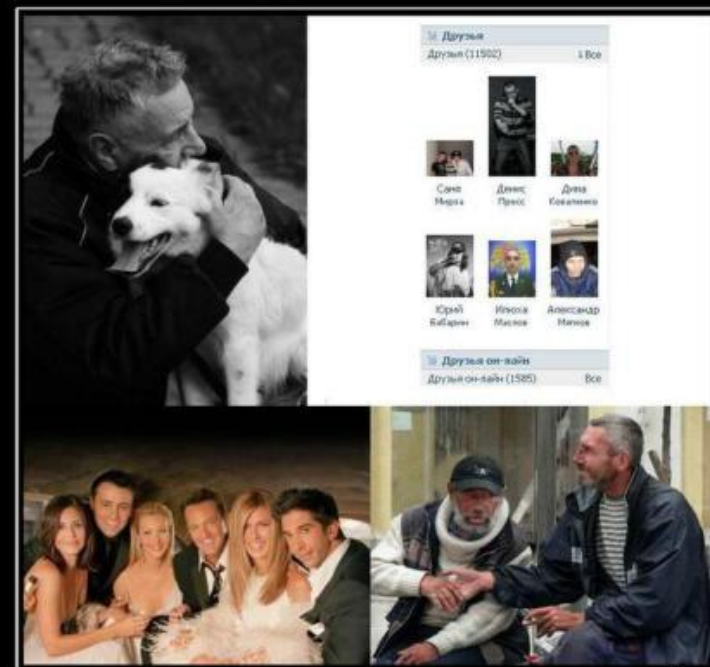 Друзья
Друзья (11502) Все
Саня
Денис
Дима
Мирза
Пресс
Коваленко
Юрий
Илюха
Александр
Бабарин
Маслов
Мягков
Друзья он-лайн
Друзья он-лайн (1585) Все